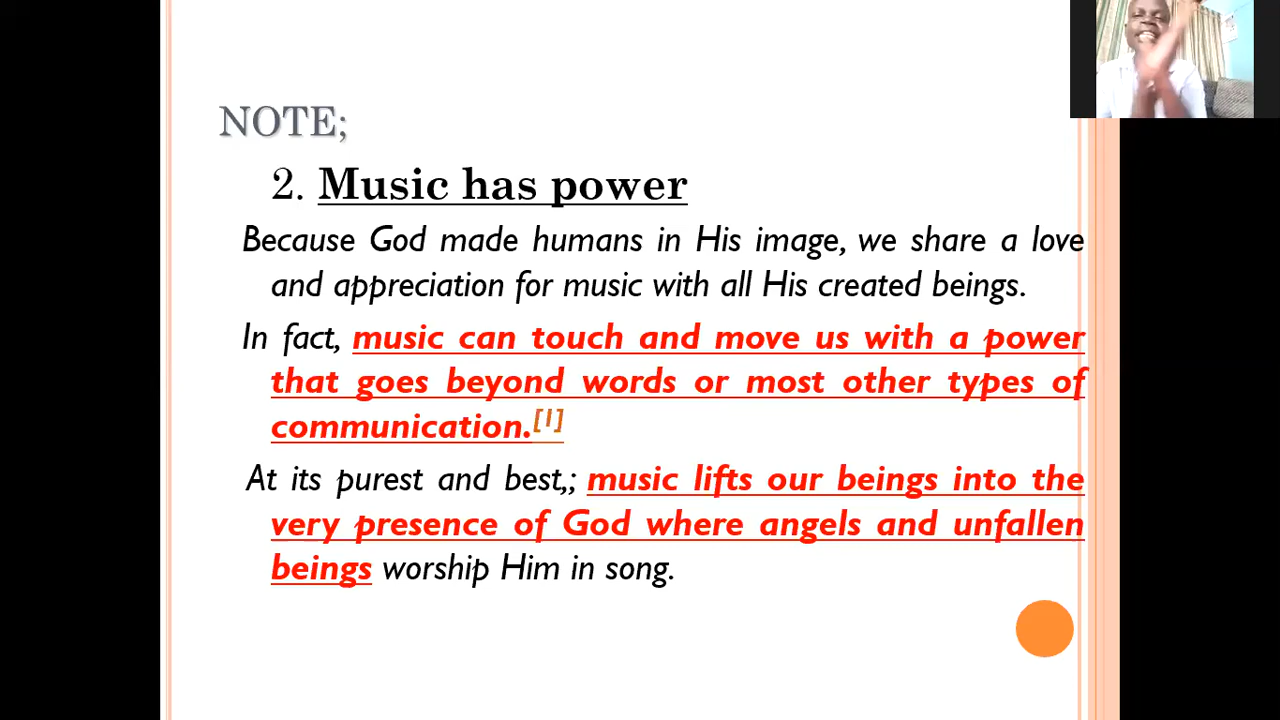 NOTE;
2. Music has power
Because God made humans in His image, we share a love
and appreciation for music with all His created beings.
In fact, music can touch and move us with a power
that goes beyond words or most other types of
communication.[1]
At its purest and best,; music lifts our beings into the
very presence of God where angels and unfallen
beings worship Him in song.